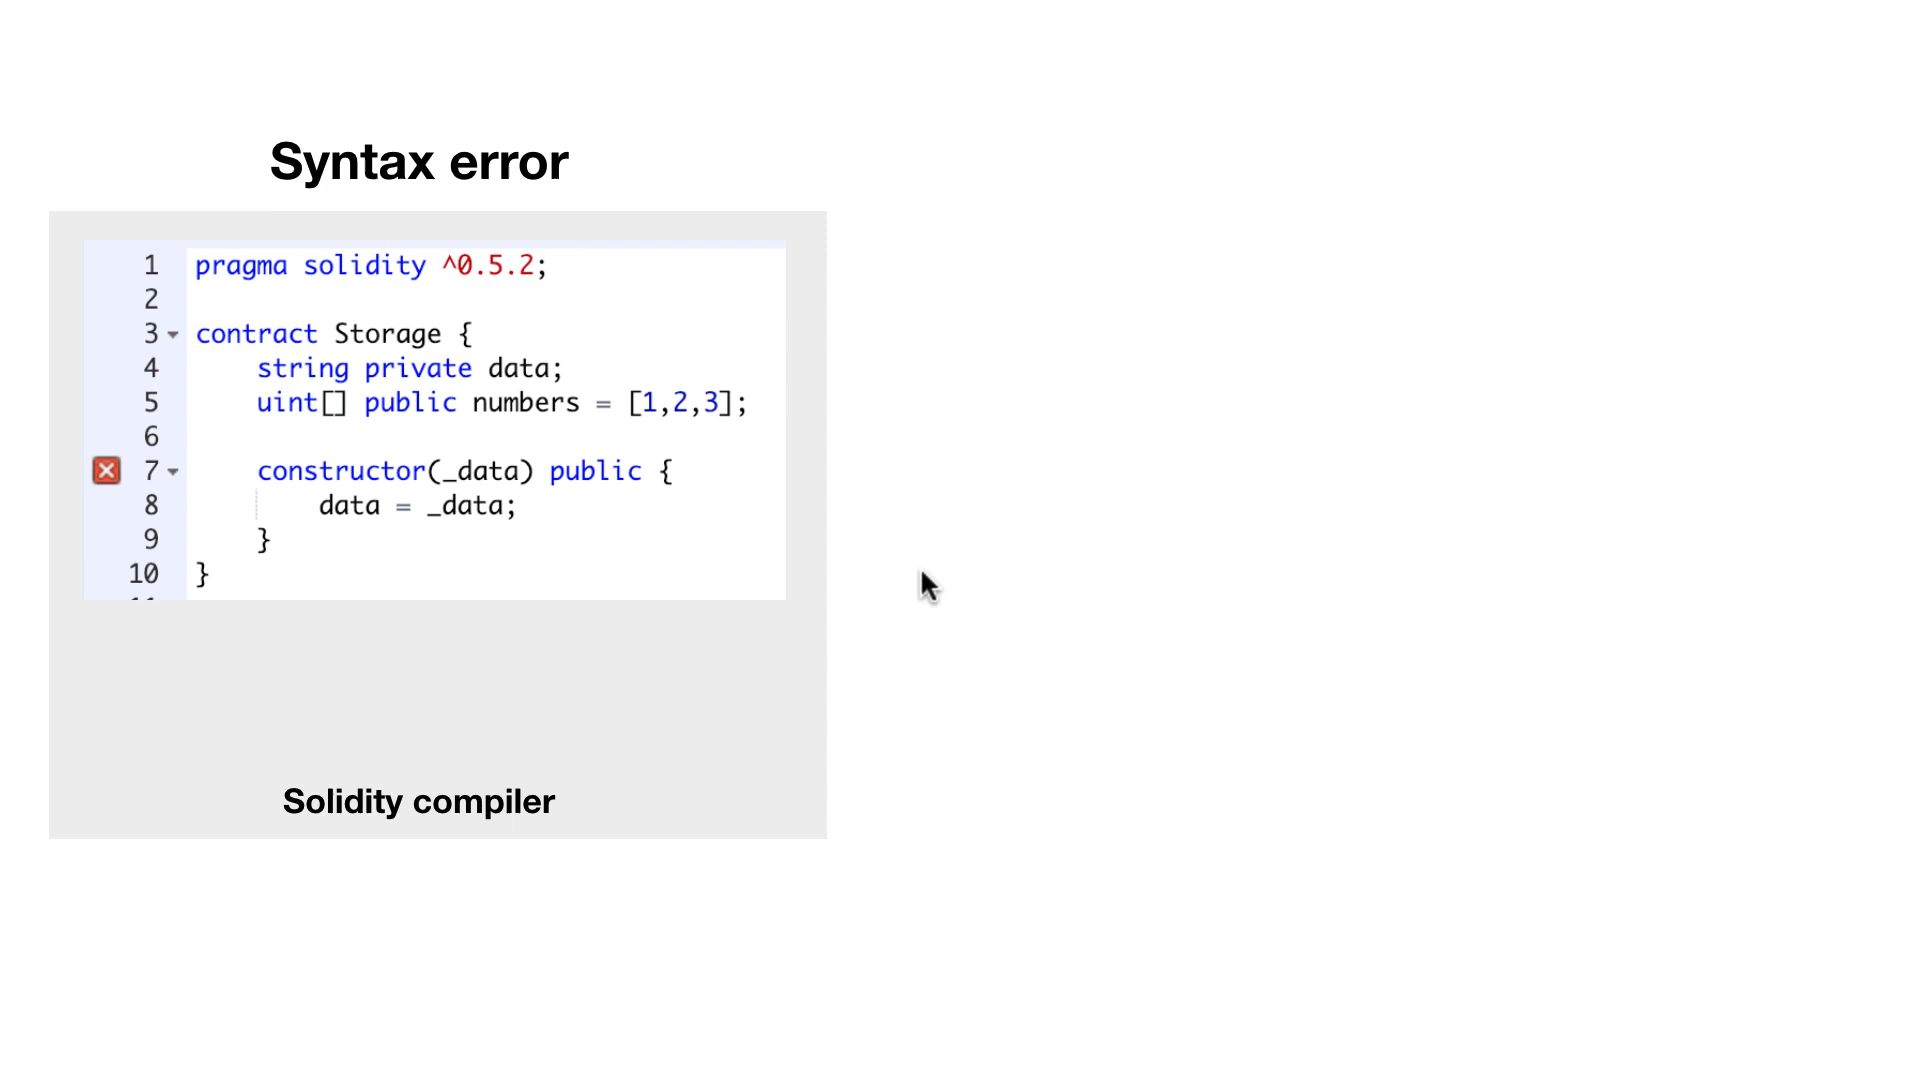 Syntax error
1 pragma solidity ^0.5.2;
2
3 contract Storage {
4     string private data;
5     uint[] public numbers = [1,2,3];
6
7     constructor(_data) public {
8         data = _data;
9     }
10 }
Solidity compiler